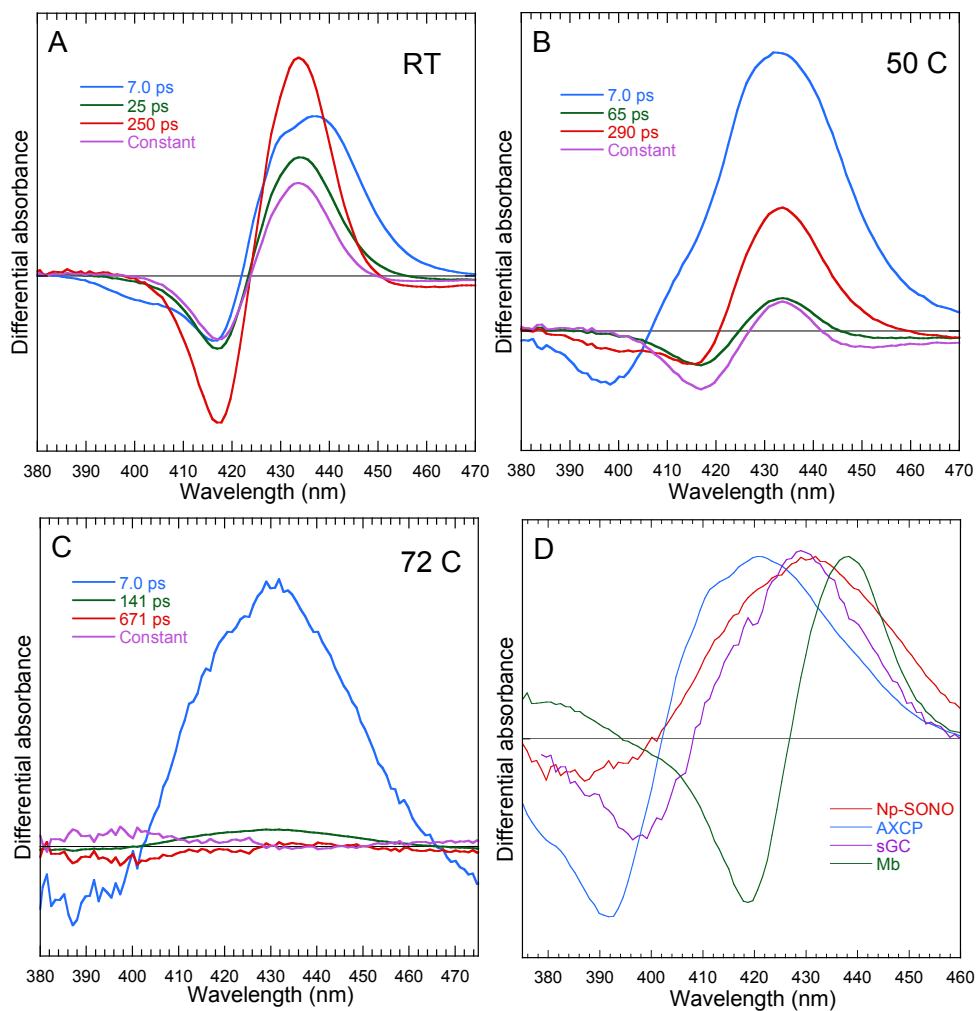 A
RT
7.0 ps
25 ps
250 ps
Constant
Differential absorbance
380 390 400 410 420 430 440 450 460 470
Wavelength (nm)
B
50 C
7.0 ps
65 ps
290 ps
Constant
Differential absorbance
380 390 400 410 420 430 440 450 460 470
Wavelength (nm)
C
72 C
7.0 ps
141 ps
671 ps
Constant
Differential absorbance
380 390 400 410 420 430 440 450 460 470
Wavelength (nm)
D
Np-SONO
AXCP
sGC
Mb
Differential absorbance
380 390 400 410 420 430 440 450 460
Wavelength (nm)